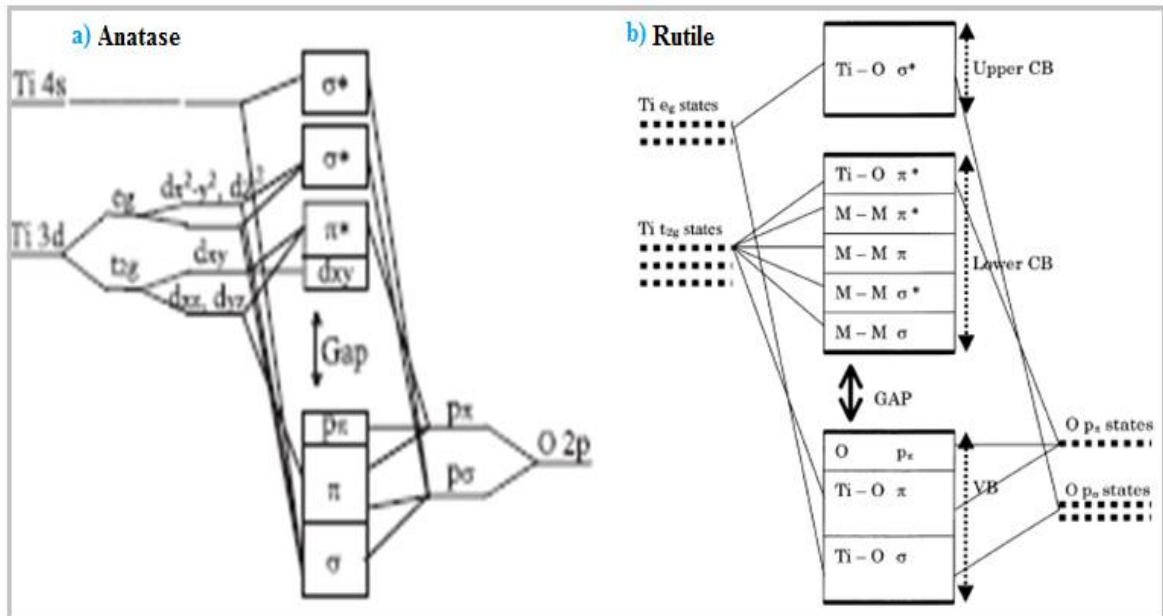 a) Anatase
Ti 4s
σ*
σ*
eg
dx²-y², dz²
Ti 3d
π*
t2g
dxy
dxy
dxz, dyz
Gap
pπ
pπ
O 2p
π
pσ
σ
b) Rutile
Ti – O σ*
Upper CB
Ti eg states
Ti – O π*
M – M π*
Ti t2g states
M – M π
Lower CB
M – M σ*
M – M σ
GAP
O pπ
O pπ states
Ti – O π
VB
O pσ states
Ti – O σ